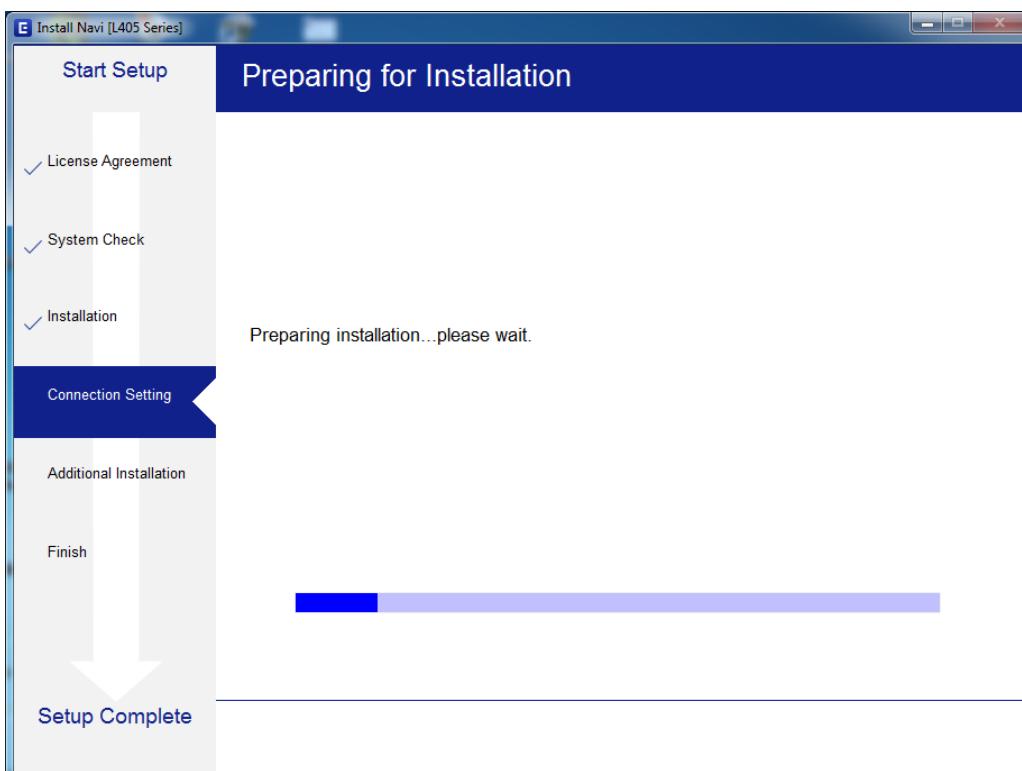 Install Navi [L405 Series]
Start Setup
Preparing for Installation
License Agreement
System Check
Installation
Preparing installation...please wait.
Connection Setting
Additional Installation
Finish
Setup Complete